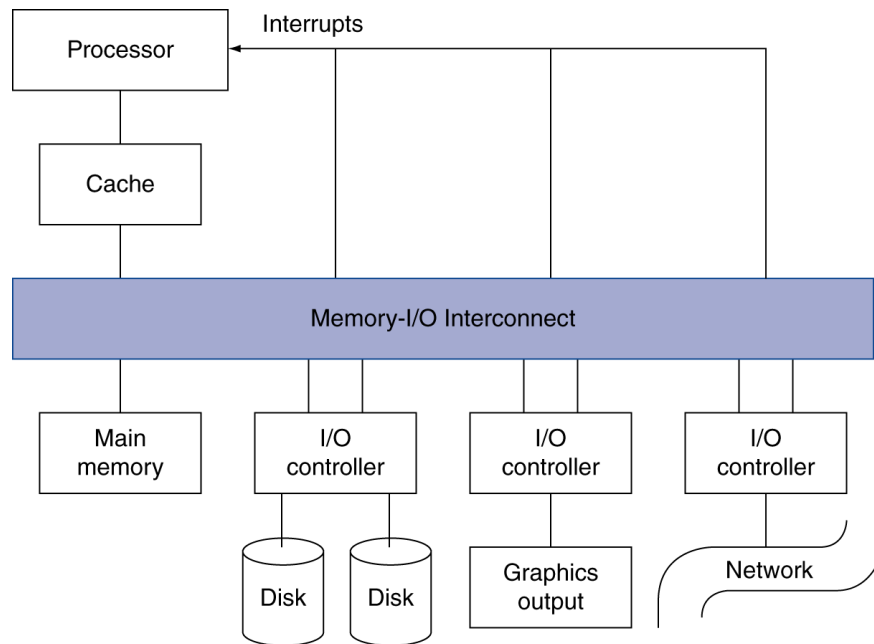 Interrupts
Processor
Cache
Memory-I/O Interconnect
Main
memory
I/O
controller
I/O
controller
I/O
controller
Disk
Disk
Graphics
output
Network